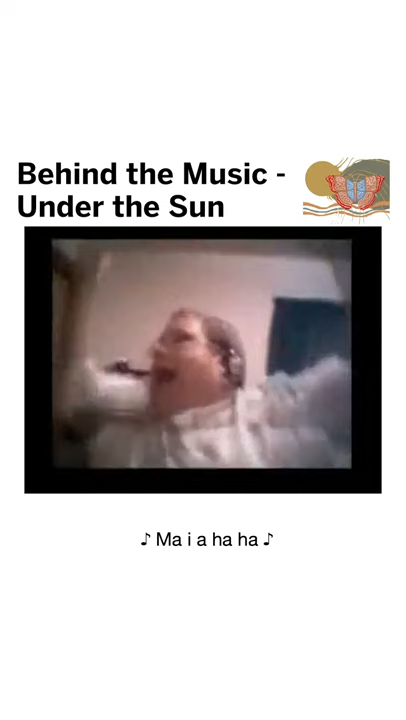 Behind the Music -
Under the Sun
♪ Ma i a ha ha ♪